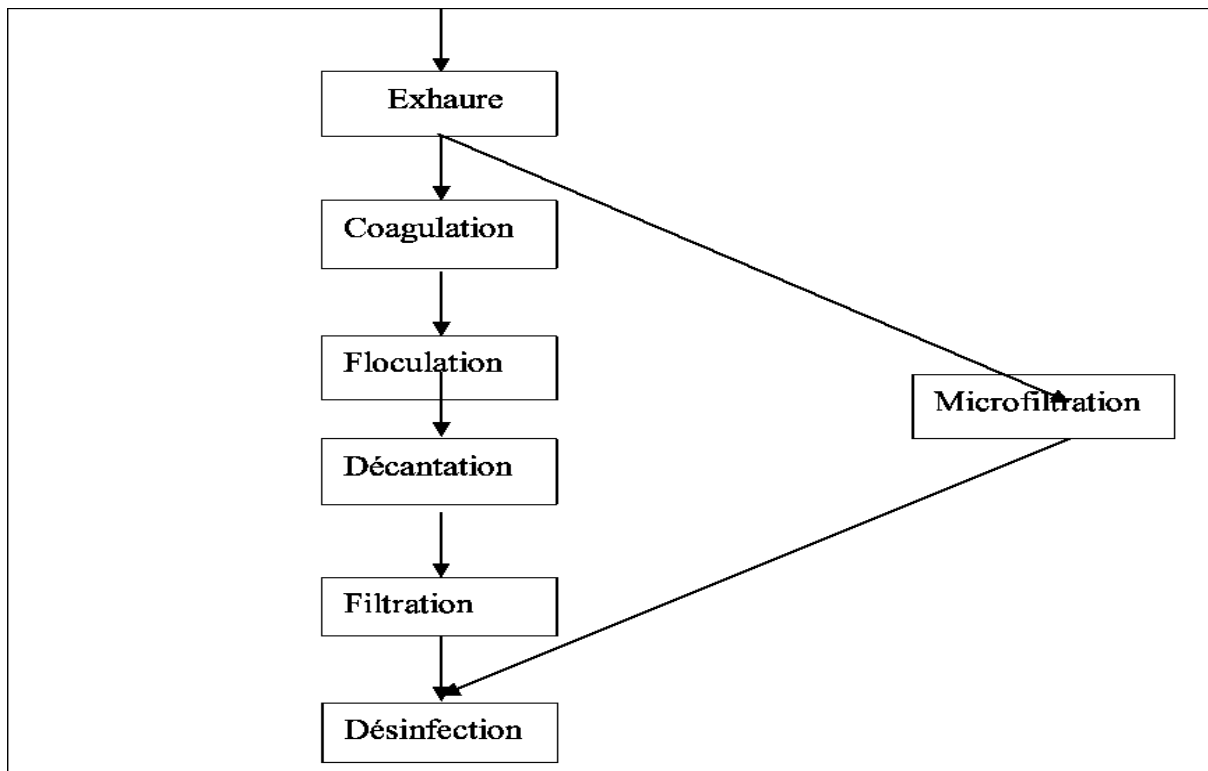 Exhaure
Coagulation
Floculation
Microfiltration
Décantation
Filtration
Désinfection